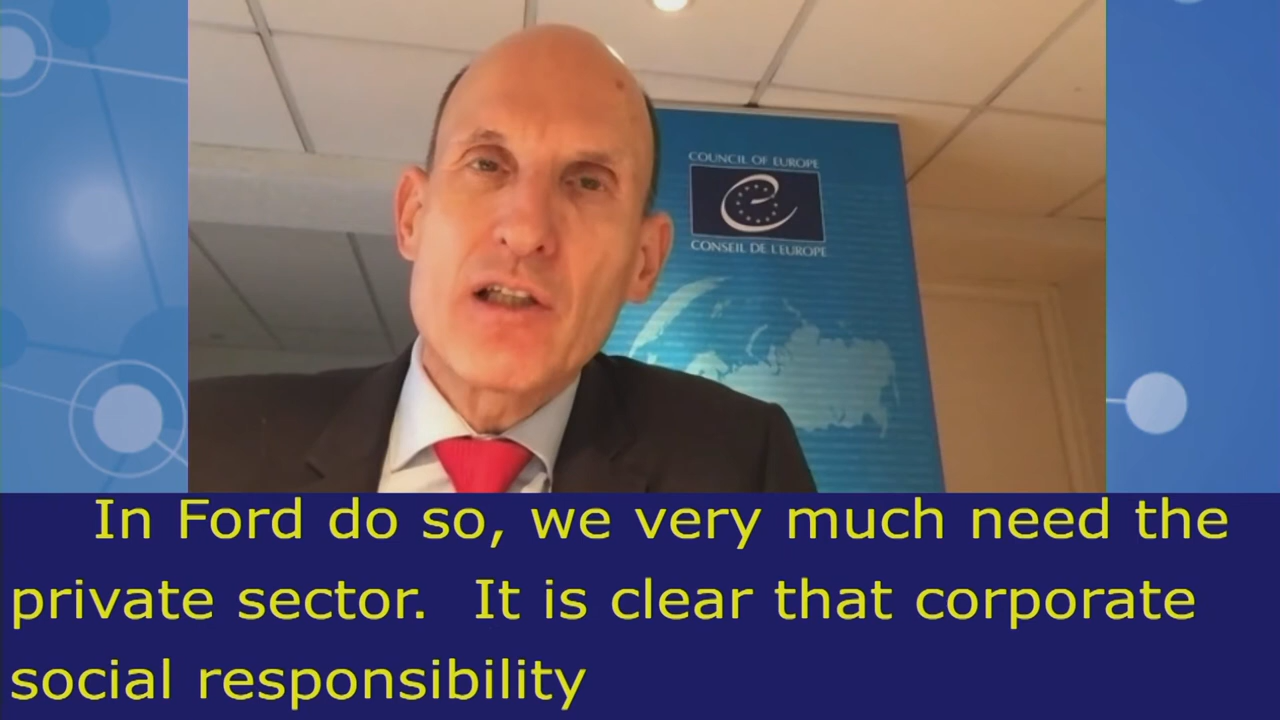 COUNCIL OF EUROPE
CONSEIL DE L'EUROPE
In Ford do so, we very much need the
private sector.  It is clear that corporate
social responsibility